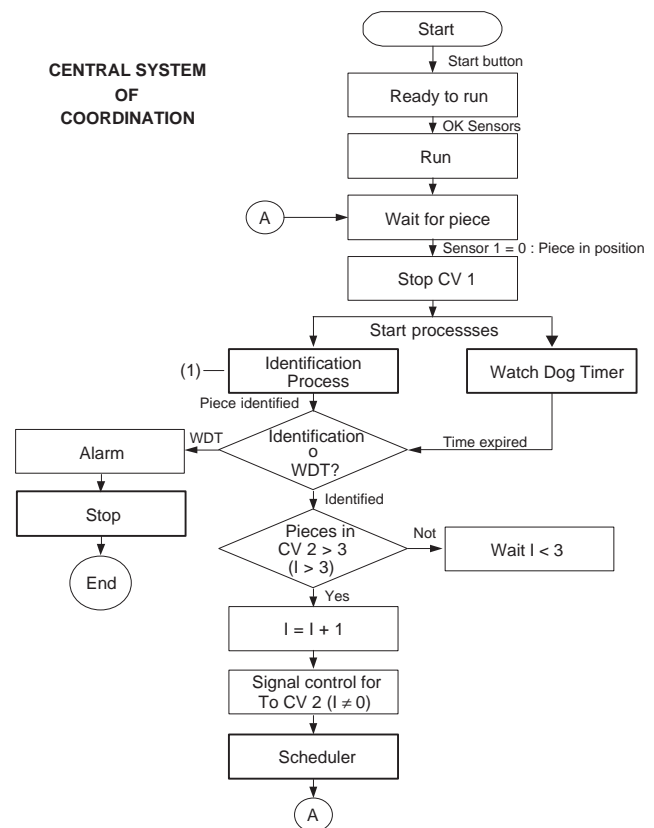 Start
CENTRAL SYSTEM
OF
COORDINATION
Start button
Ready to run
OK Sensors
Run
A
Wait for piece
Sensor 1 = 0 : Piece in position
Stop CV 1
Start processses
(1)
Identification
Process
Watch Dog Timer
Piece identified
Identification
o
WDT?
WDT
Time expired
Alarm
Stop
End
Identified
Pieces in
CV 2 > 3
(I > 3)
Not
Wait I < 3
Yes
I = I + 1
Signal control for
To CV 2 (I ≠ 0)
Scheduler
A